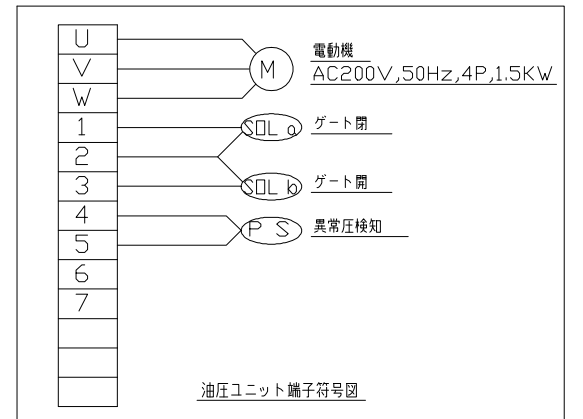 U
V
W
1
2
3
4
5
6
7
M
電動機
AC200V,50Hz,4P,1.5KW
SOL a
ゲート閉
SOL b
ゲート開
P S
異常圧検知
油圧ユニット端子符号図